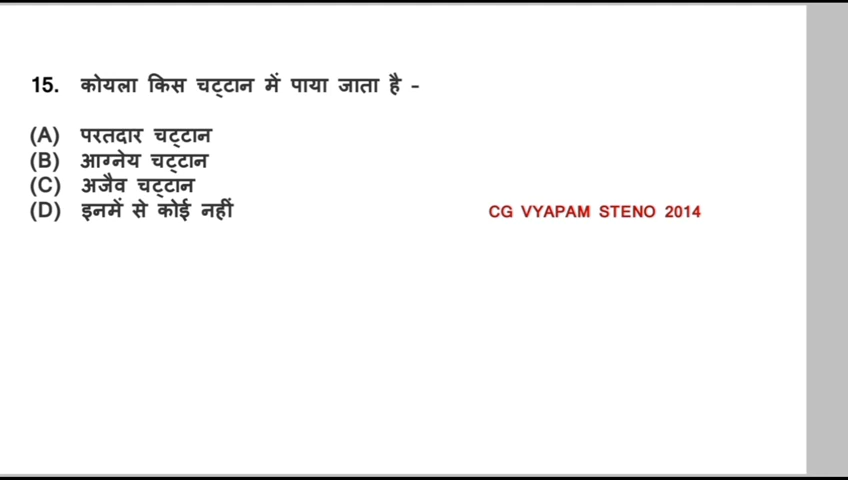 15. कोयला किस चट्टान में पाया जाता है -
(A) परतदार चट्टान
(B) आग्नेय चट्टान
(C) अजैव चट्टान
(D) इनमें से कोई नहीं
CG VYAPAM STENO 2014